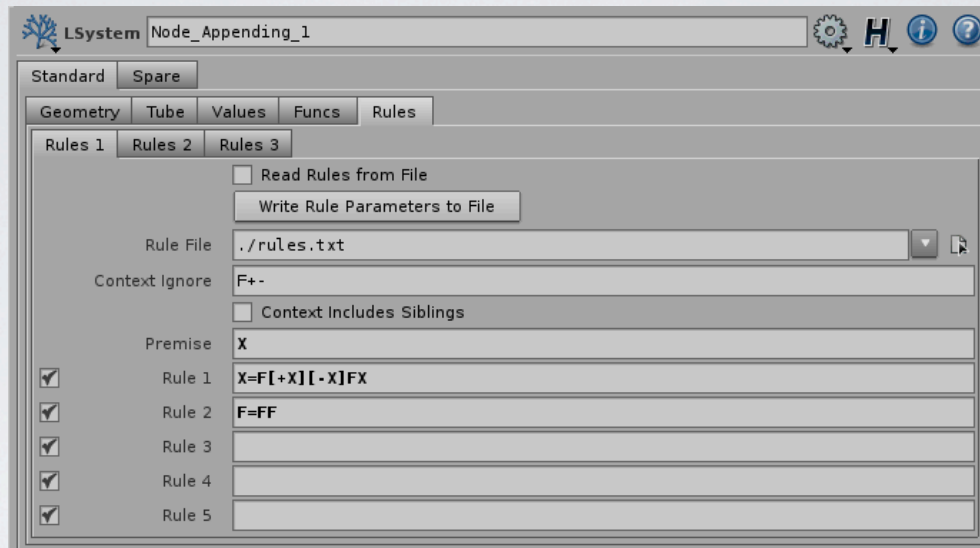 LSystem Node_Appending_1
Standard Spare
Geometry Tube Values Funcs Rules
Rules 1 Rules 2 Rules 3
Read Rules from File
Write Rule Parameters to File
Rule File ./rules.txt
Context Ignore F+-
Context Includes Siblings
Premise X
Rule 1 X=F[+X][-X]FX
Rule 2 F=FF
Rule 3
Rule 4
Rule 5